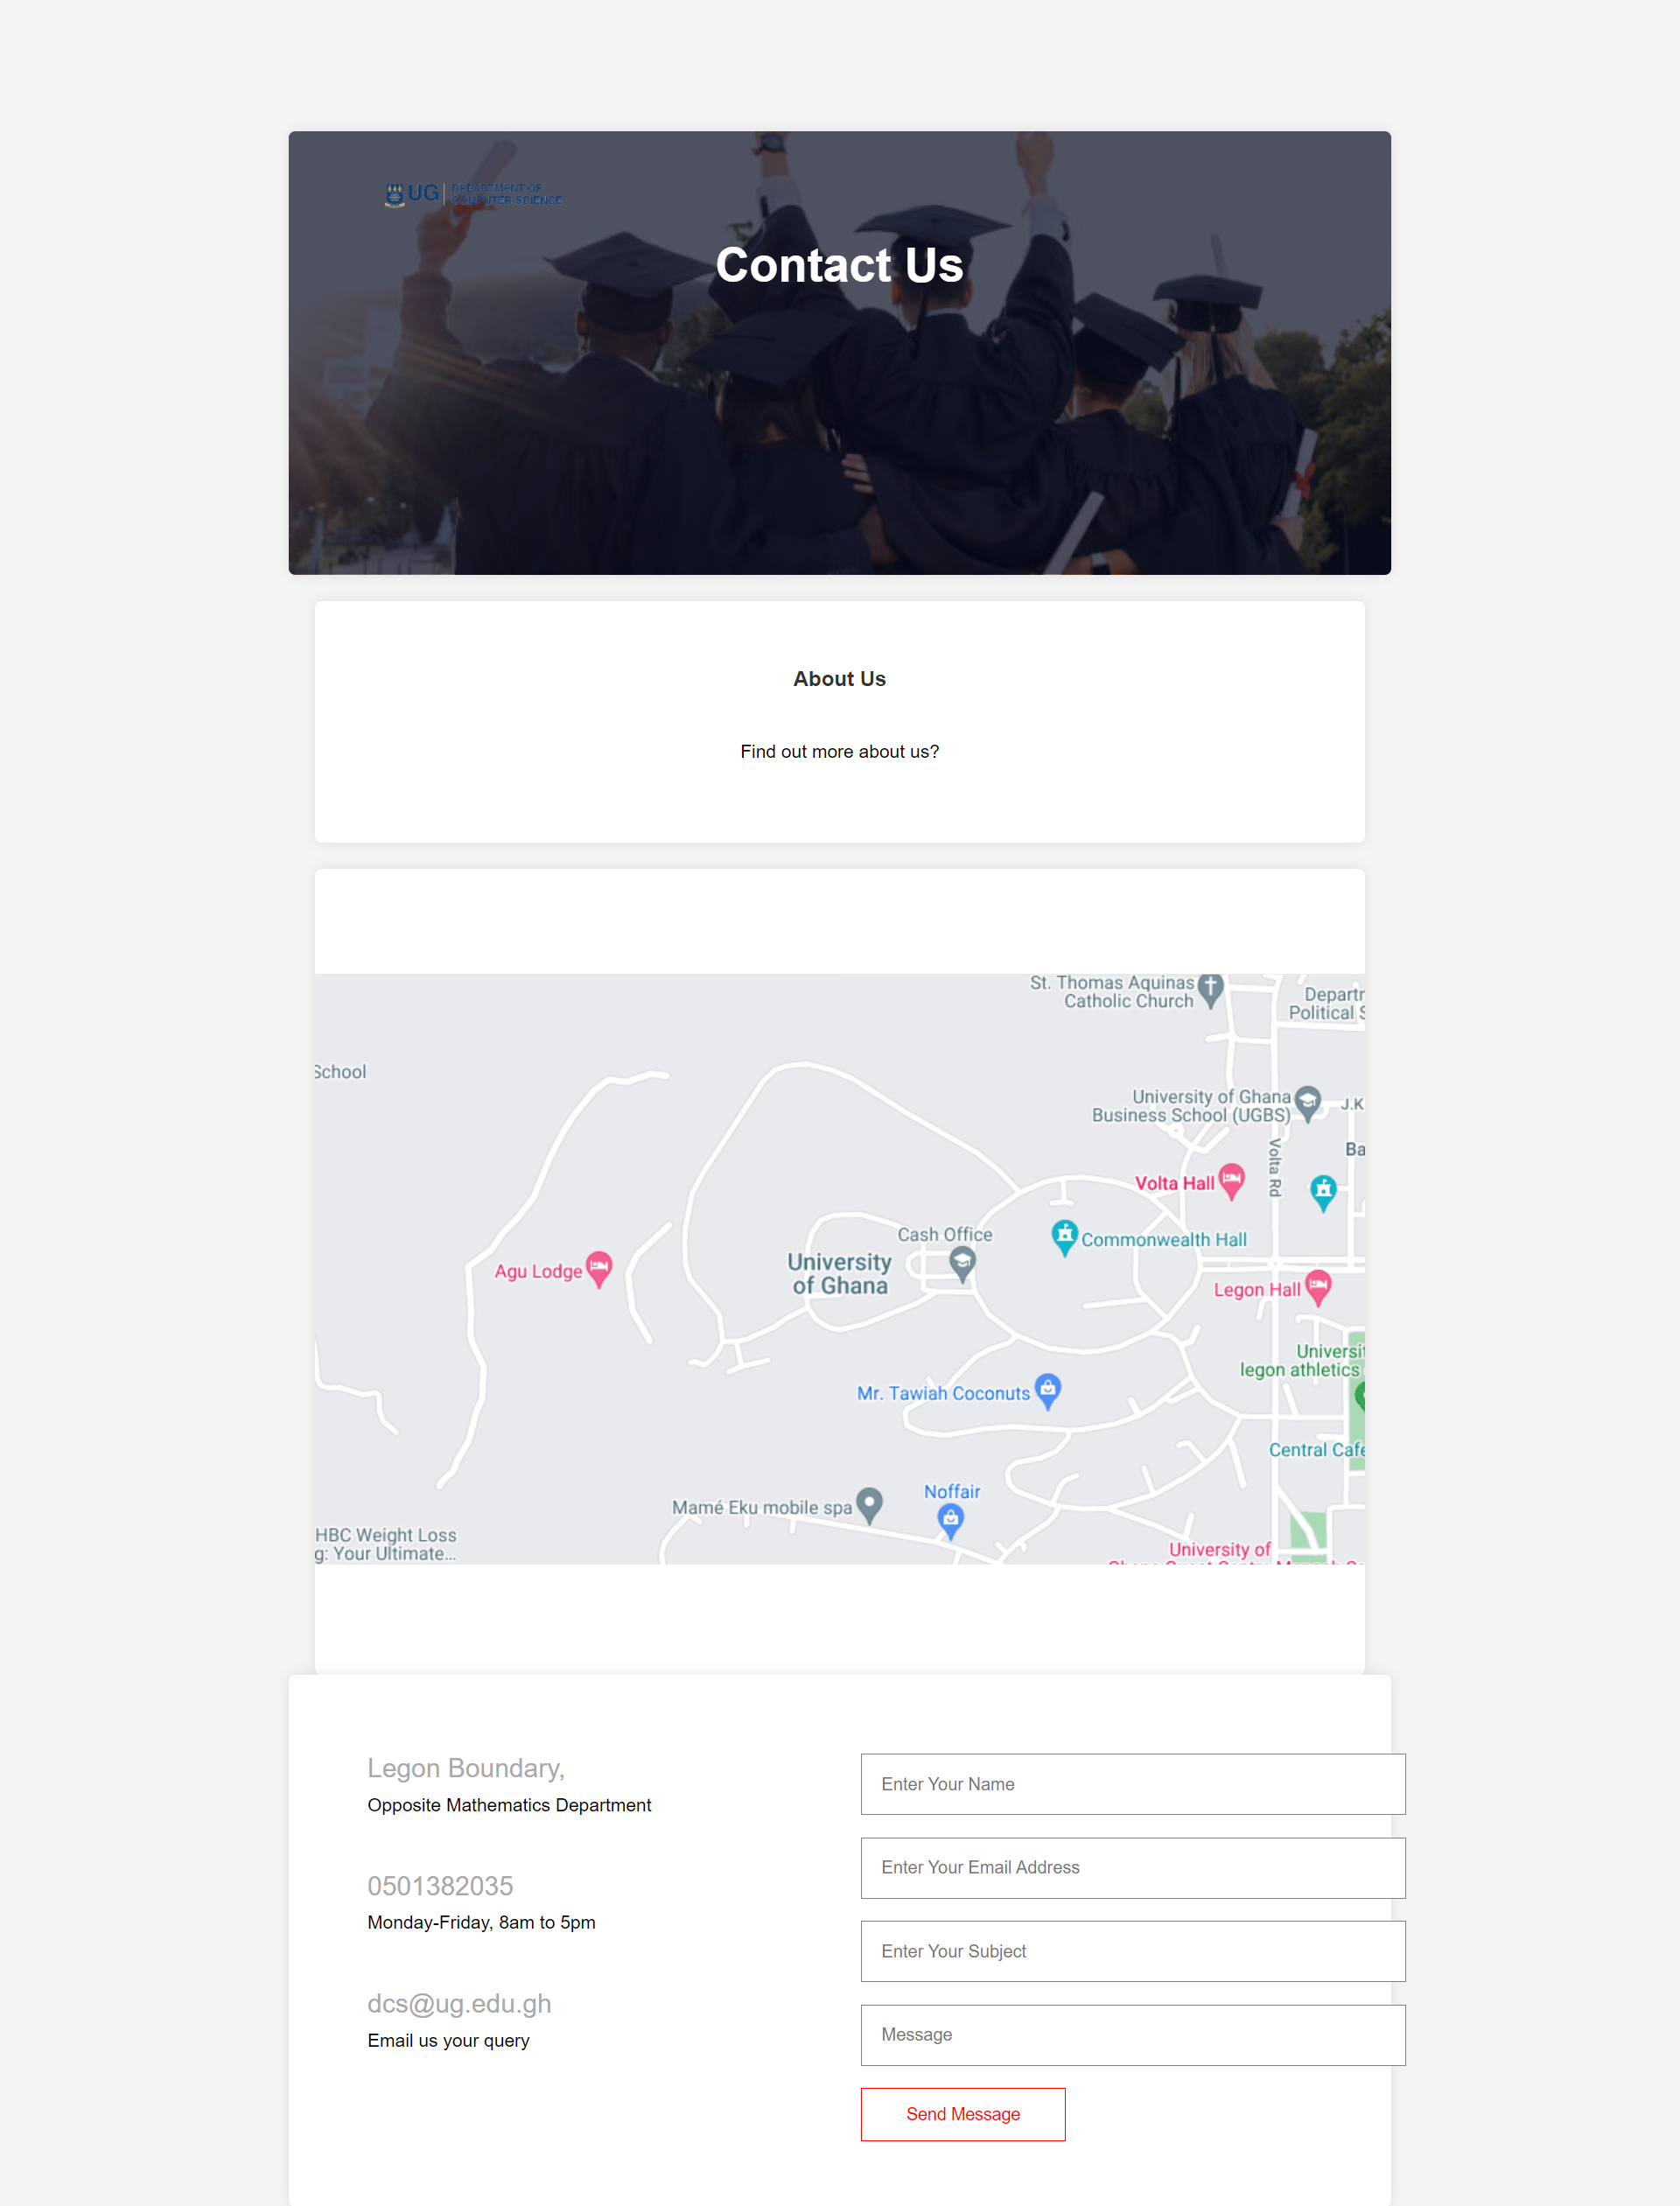 UG DEPARTMENT OF
COMPUTER SCIENCE
Contact Us
About Us
Find out more about us?
St. Thomas Aquinas
Catholic Church
Departr
Political S
School
University of Ghana
Business School (UGBS)
J.K
Ba
Volta Rd
Volta Hall
Cash Office
Commonwealth Hall
University
of Ghana
Agu Lodge
Legon Hall
Universit
legon athletics
Mr. Tawiah Coconuts
Central Cafe
Noffair
Mamé Eku mobile spa
HBC Weight Loss
g: Your Ultimate...
University of
Legon Boundary,
Opposite Mathematics Department
0501382035
Monday-Friday, 8am to 5pm
dcs@ug.edu.gh
Email us your query
Enter Your Name
Enter Your Email Address
Enter Your Subject
Message
Send Message